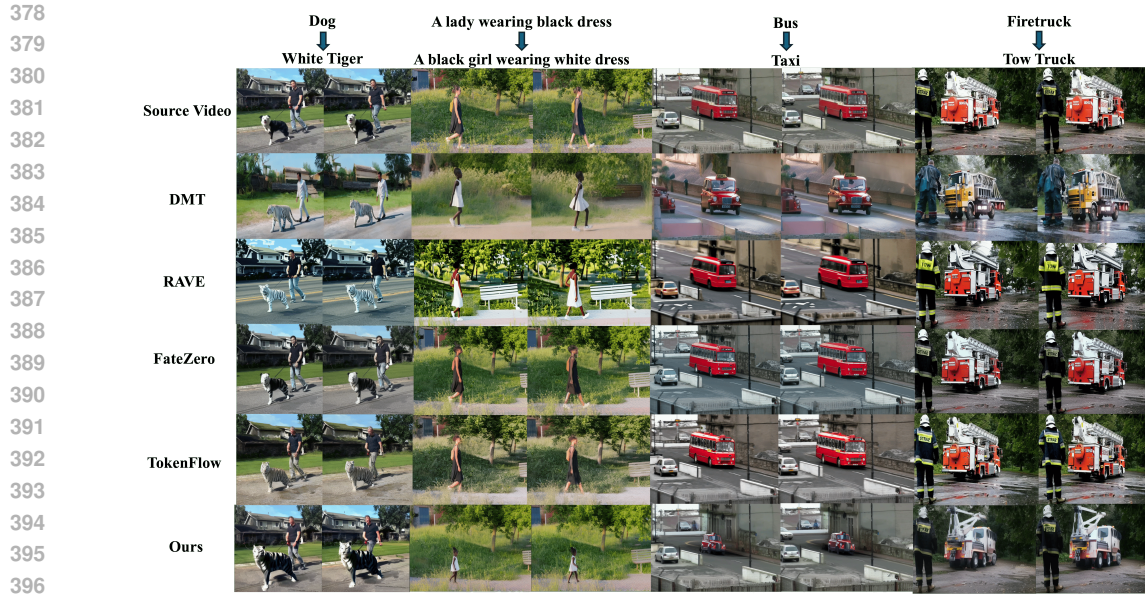 378
Dog
A lady wearing black dress
Bus
Firetruck
379
White Tiger
A black girl wearing white dress
Taxi
Tow Truck
380
381
Source Video
382
383
384
DMT
385
386
RAVE
387
388
389
FateZero
390
391
392
TokenFlow
393
394
395
Ours
396